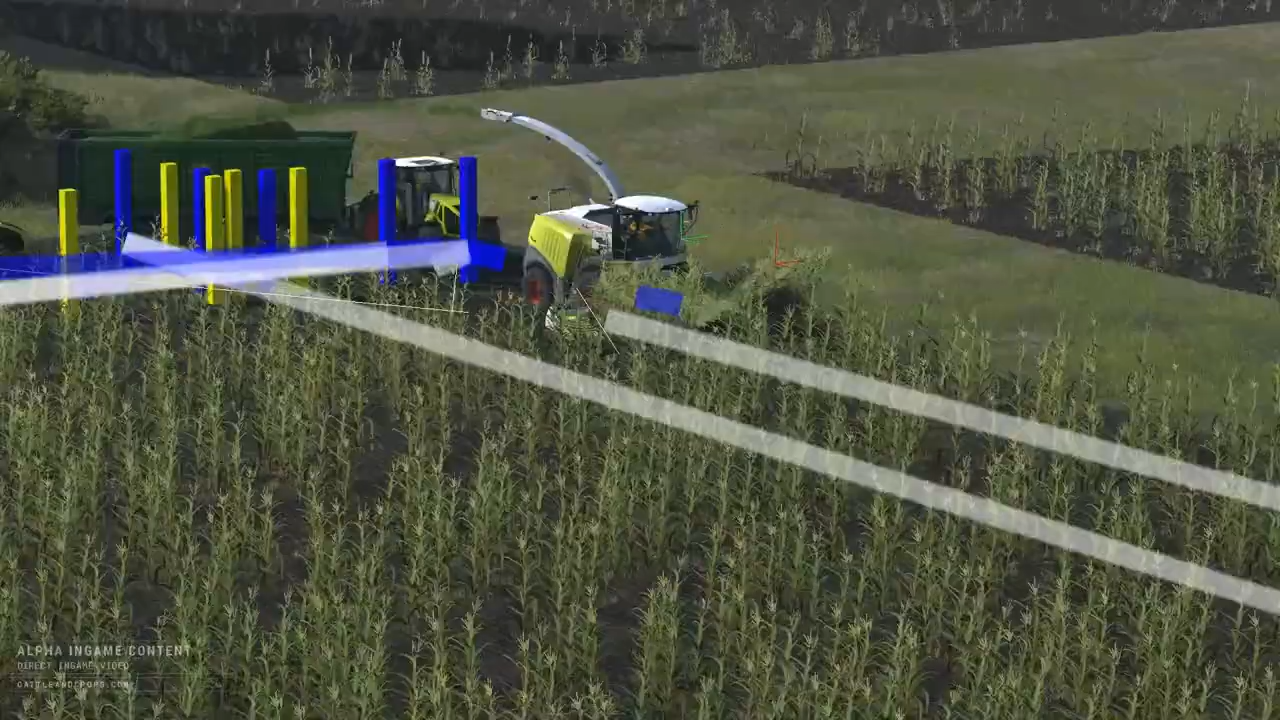 ALPHA INGAME CONTENT
DIRECT INGAME VIDEO
CATTLEANDCROPS.COM